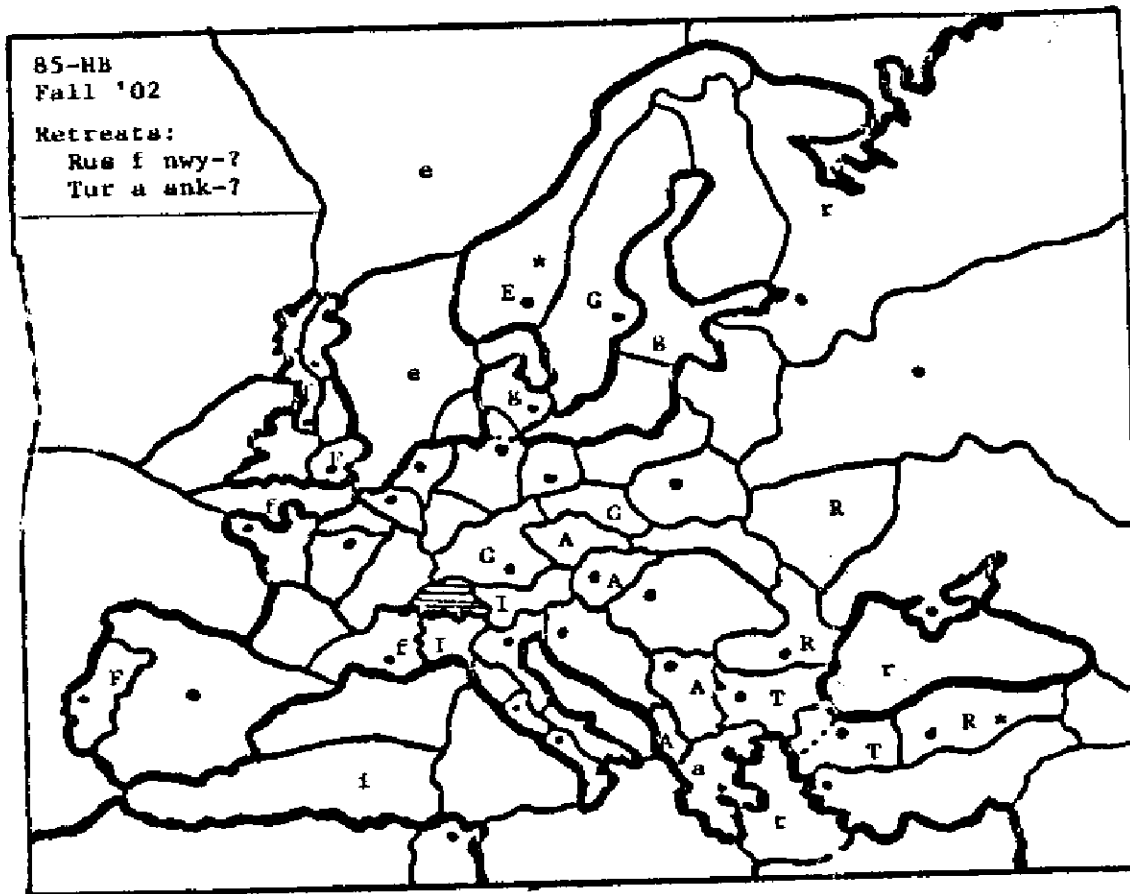 85-HB
Fall '02
Retreats:
Rus f nwy-?
Tur a ank-?
e
r
*
E
G
e
F
f
G
R
A
G
A
I
f
I
R
F
A
r
T
R *
A
T
a
t